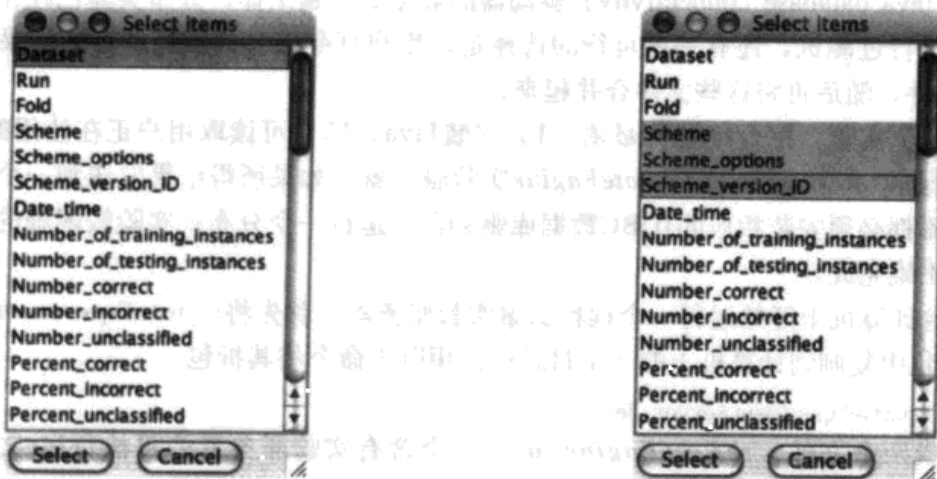 Select items
Dataset
Run
Fold
Scheme
Scheme_options
Scheme_version_ID
Date_time
Number_of_training_instances
Number_of_testing_instances
Number_correct
Number_incorrect
Number_unclassified
Percent_correct
Percent_incorrect
Percent_unclassified
Select Cancel
Select items
Dataset
Run
Fold
Scheme
Scheme_options
Scheme_version_ID
Date_time
Number_of_training_instances
Number_of_testing_instances
Number_correct
Number_incorrect
Number_unclassified
Percent_correct
Percent_incorrect
Percent_unclassified
Select Cancel